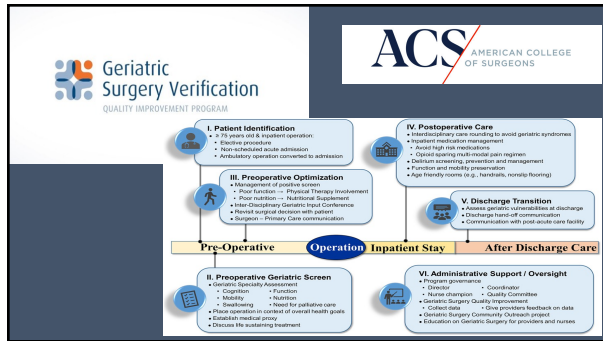 Geriatric
Surgery Verification
QUALITY IMPROVEMENT PROGRAM
ACS AMERICAN COLLEGE
OF SURGEONS
I. Patient Identification
• ≥ 75 years old & inpatient operation:
• Elective procedure
• Non-scheduled acute admission
• Ambulatory operation converted to admission
III. Preoperative Optimization
• Management of positive screen
• Poor function → Physical Therapy Involvement
• Poor nutrition → Nutritional Supplement
• Inter-Disciplinary Geriatric Input Conference
• Revisit surgical decision with patient
• Surgeon – Primary Care communication
IV. Postoperative Care
• Interdisciplinary care rounding to avoid geriatric syndromes
• Inpatient medication management
• Avoid high risk medications
• Opioid sparing multi-modal pain regimen
• Delirium screening, prevention and management
• Function and mobility preservation
• Age friendly rooms (e.g., handrails, nonslip flooring)
V. Discharge Transition
• Assess geriatric vulnerabilities at discharge
• Discharge hand-off communication
• Communication with post-acute care facility
Pre-Operative Operation Inpatient Stay After Discharge Care
II. Preoperative Geriatric Screen
• Geriatric Specialty Assessment
• Cognition • Function
• Mobility • Nutrition
• Swallowing • Need for palliative care
• Place operation in context of overall health goals
• Establish medical proxy
• Discuss life sustaining treatment
VI. Administrative Support / Oversight
• Program governance
• Director • Coordinator
• Nurse champion • Quality Committee
• Geriatric Surgery Quality Improvement
• Collect data • Give providers feedback on data
• Geriatric Surgery Community Outreach project
• Education on Geriatric Surgery for providers and nurses